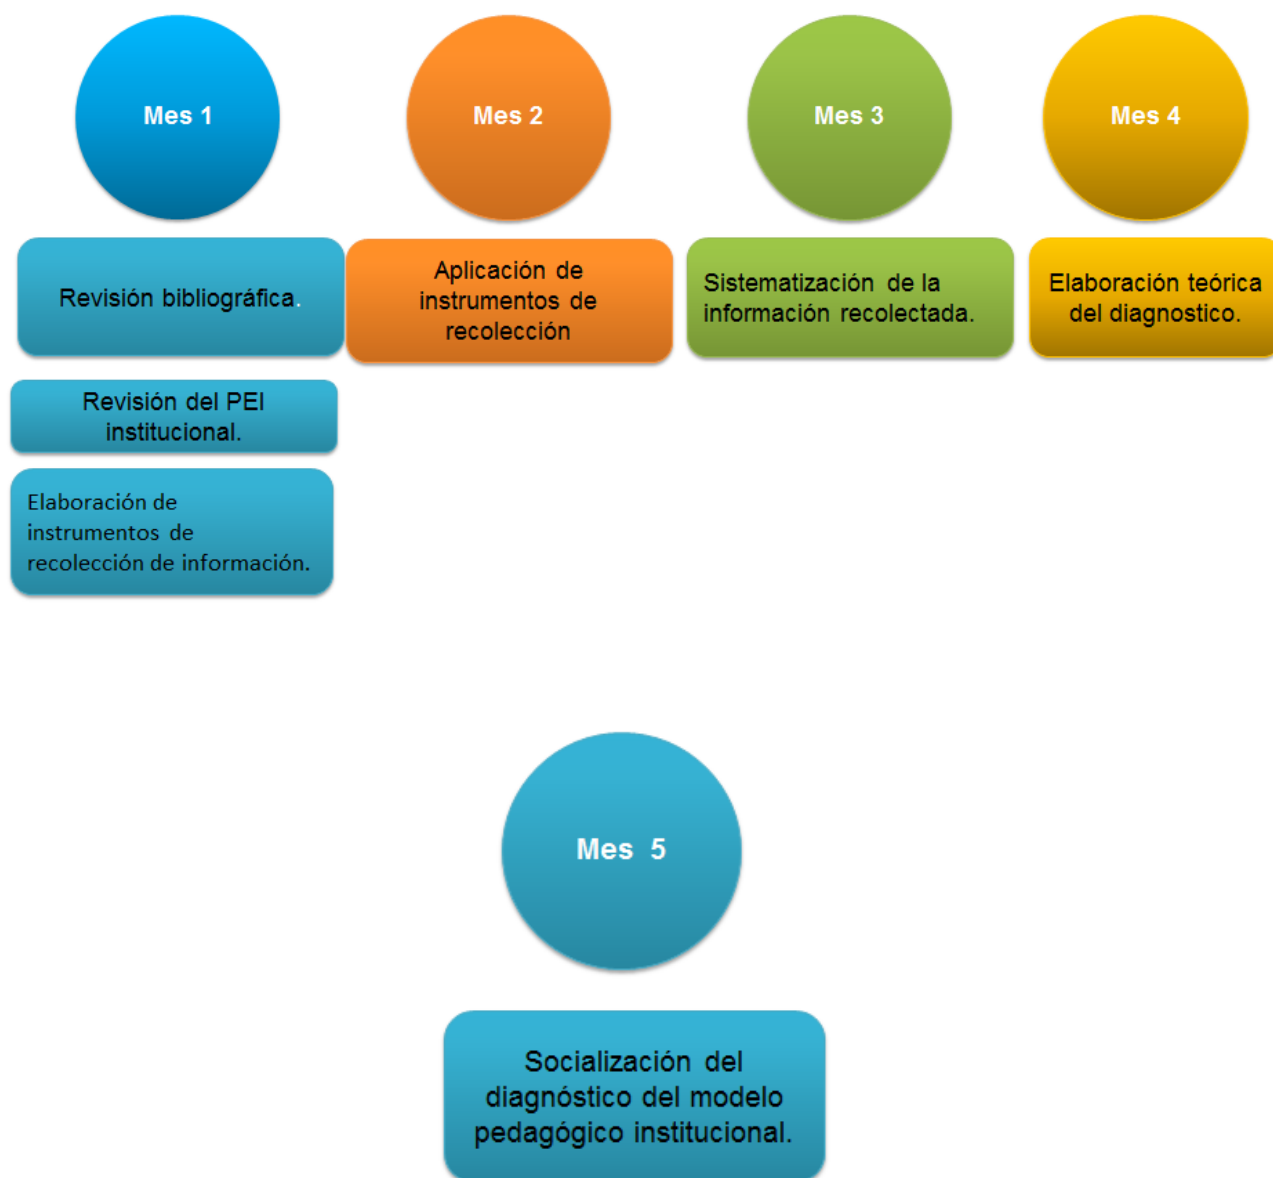 Mes 1
Mes 2
Mes 3
Mes 4
Revisión bibliográfica.
Aplicación de
instrumentos de
recolección
Sistematización de la
información recolectada.
Elaboración teórica
del diagnostico.
Revisión del PEI
institucional.
Elaboración de
instrumentos de
recolección de información.
Mes 5
Socialización del
diagnóstico del modelo
pedagógico institucional.